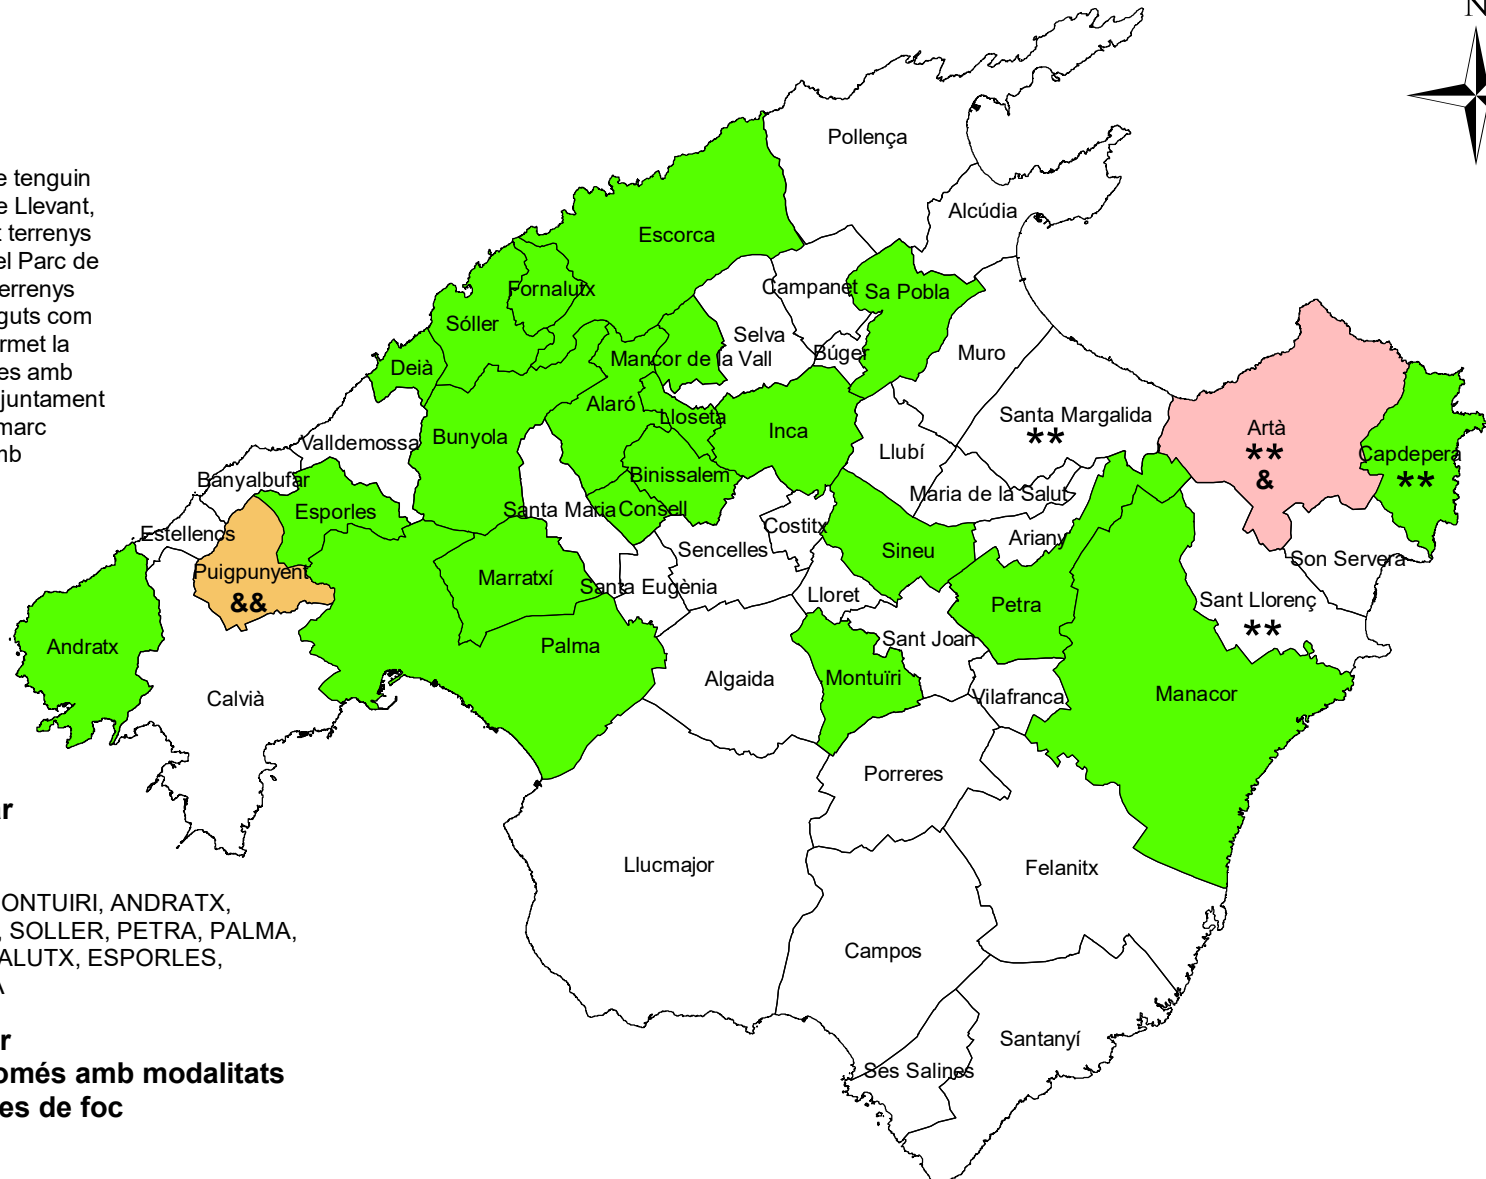 N
e tenguin
e Llevant,
t terrenys
el Parc de
terrenys
guts com
rmet la
es amb
juntament
marc
mb
Pollença
Alcúdia
Escorca
Fornalutx
Campanet
Sa Pobla
Sóller
Selva
Búger
Muro
Mancor de la Vall
Deià
Alaró
Lloseta
Inca
Santa Margalida
**
Artà
**
&
Capdepera
**
Valldemossa
Bunyola
Llubí
Banyalbufar
Binissalem
Maria de la Salut
Esporles
Santa Maria
Consell
Costitx
Estellencs
Sencelles
Sineu
Ariany
Son Servera
Puigpunyent
&&
Marratxí
Santa Eugènia
Lloret
Petra
Sant Llorenç
**
Andratx
Palma
Sant Joan
Algaida
Montuïri
Calvià
Vilafranca
Manacor
Porreres
ar
Llucmajor
Felanitx
ONTUIRI, ANDRATX,
, SOLLER, PETRA, PALMA,
ALUTX, ESPORLES,
A
Campos
r
omés amb modalitats
es de foc
Santanyí
Ses Salines